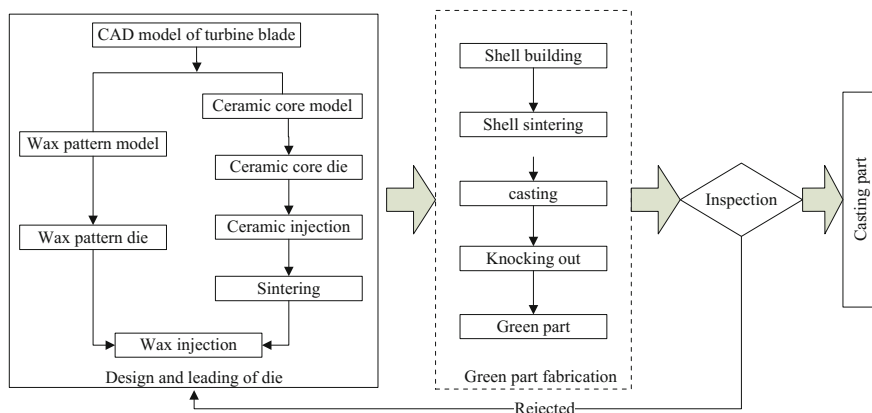 CAD model of turbine blade
Ceramic core model
Wax pattern model
Ceramic core die
Wax pattern die
Ceramic injection
Sintering
Wax injection
Design and leading of die
Shell building
Shell sintering
casting
Knocking out
Green part
Green part fabrication
Inspection
Casting part
Rejected